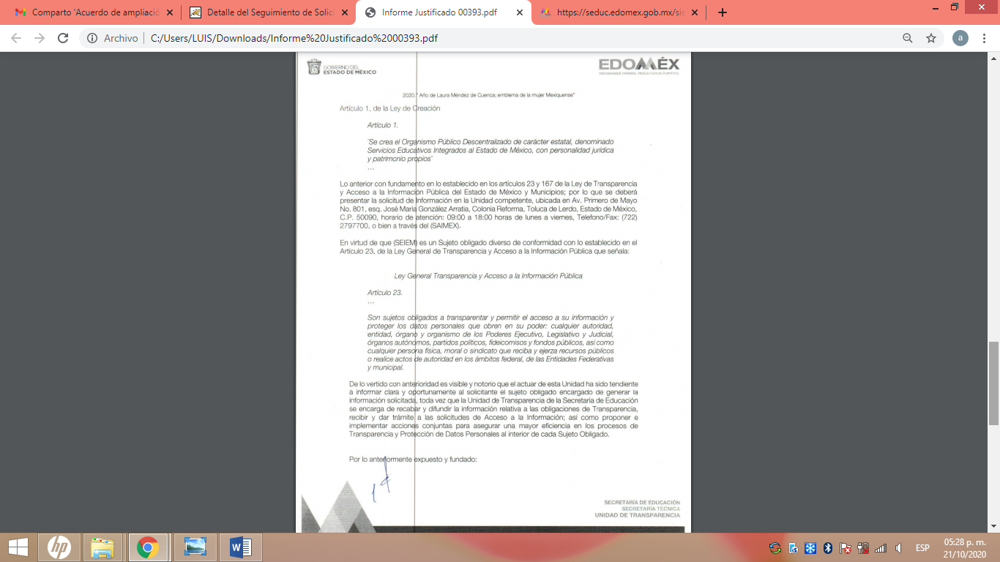 Comparto 'Acuerdo de ampliació
Detalle del Seguimiento de Solici
Informe Justificado 00393.pdf
https://seduc.edomex.gob.mx/sis
Archivo
C:/Users/LUIS/Downloads/Informe%20Justificado%2000393.pdf
a
GOBIERNO DEL
ESTADO DE MÉXICO
EDOMÉX
DECISIONES FIRMES, RESULTADOS FUERTES.
2020." Año de Laura Méndez de Cuenca; emblema de la mujer Mexiquense"
Artículo 1, de la Ley de Creación
Artículo 1.
¨Se crea el Organismo Público Descentralizado de carácter estatal, denominado
Servicios Educativos Integrados al Estado de México, con personalidad jurídica
y patrimonio propios¨
...
Lo anterior con fundamento en lo establecido en los artículos 23 y 167 de la Ley de Transparencia
y Acceso a la Información Pública del Estado de México y Municipios; por lo que se deberá
presentar la solicitud de Información en la Unidad competente, ubicada en Av. Primero de Mayo
No. 801, esq. José María González Arratia, Colonia Reforma, Toluca de Lerdo, Estado de México,
C.P. 50090, horario de atención: 09:00 a 18:00 horas de lunes a viernes, Telefono/Fax: (722)
2797700, o bien a través del (SAIMEX).
En virtud de que (SEIEM) es un Sujeto obligado diverso de conformidad con lo establecido en el
Artículo 23, de la Ley General de Transparencia y Acceso a la Información Pública que señala:
Ley General Transparencia y Acceso a la Información Pública
Artículo 23.
...
Son sujetos obligados a transparentar y permitir el acceso a su información y
proteger los datos personales que obren en su poder: cualquier autoridad,
entidad, órgano y organismo de los Poderes Ejecutivo, Legislativo y Judicial,
órganos autónomos, partidos políticos, fideicomisos y fondos públicos, así como
cualquier persona física, moral o sindicato que reciba y ejerza recursos públicos
o realice actos de autoridad en los ámbitos federal, de las Entidades Federativas
y municipal.
De lo vertido con anterioridad es visible y notorio que el actuar de esta Unidad ha sido tendiente
a informar clara y oportunamente al solicitante el sujeto obligado encargado de generar la
información solicitada, toda vez que la Unidad de Transparencia de la Secretaria de Educación
se encarga de recabar y difundir la información relativa a las obligaciones de Transparencia,
recibir y dar trámite a las solicitudes de Acceso a la Información; así como proponer e
implementar acciones conjuntas para asegurar una mayor eficiencia en los procesos de
Transparencia y Protección de Datos Personales al interior de cada Sujeto Obligado.
Por lo anteriormente expuesto y fundado:
SECRETARÍA DE EDUCACIÓN
SECRETARÍA TÉCNICA
UNIDAD DE TRANSPARENCIA
ESP
05:28 p. m.
21/10/2020